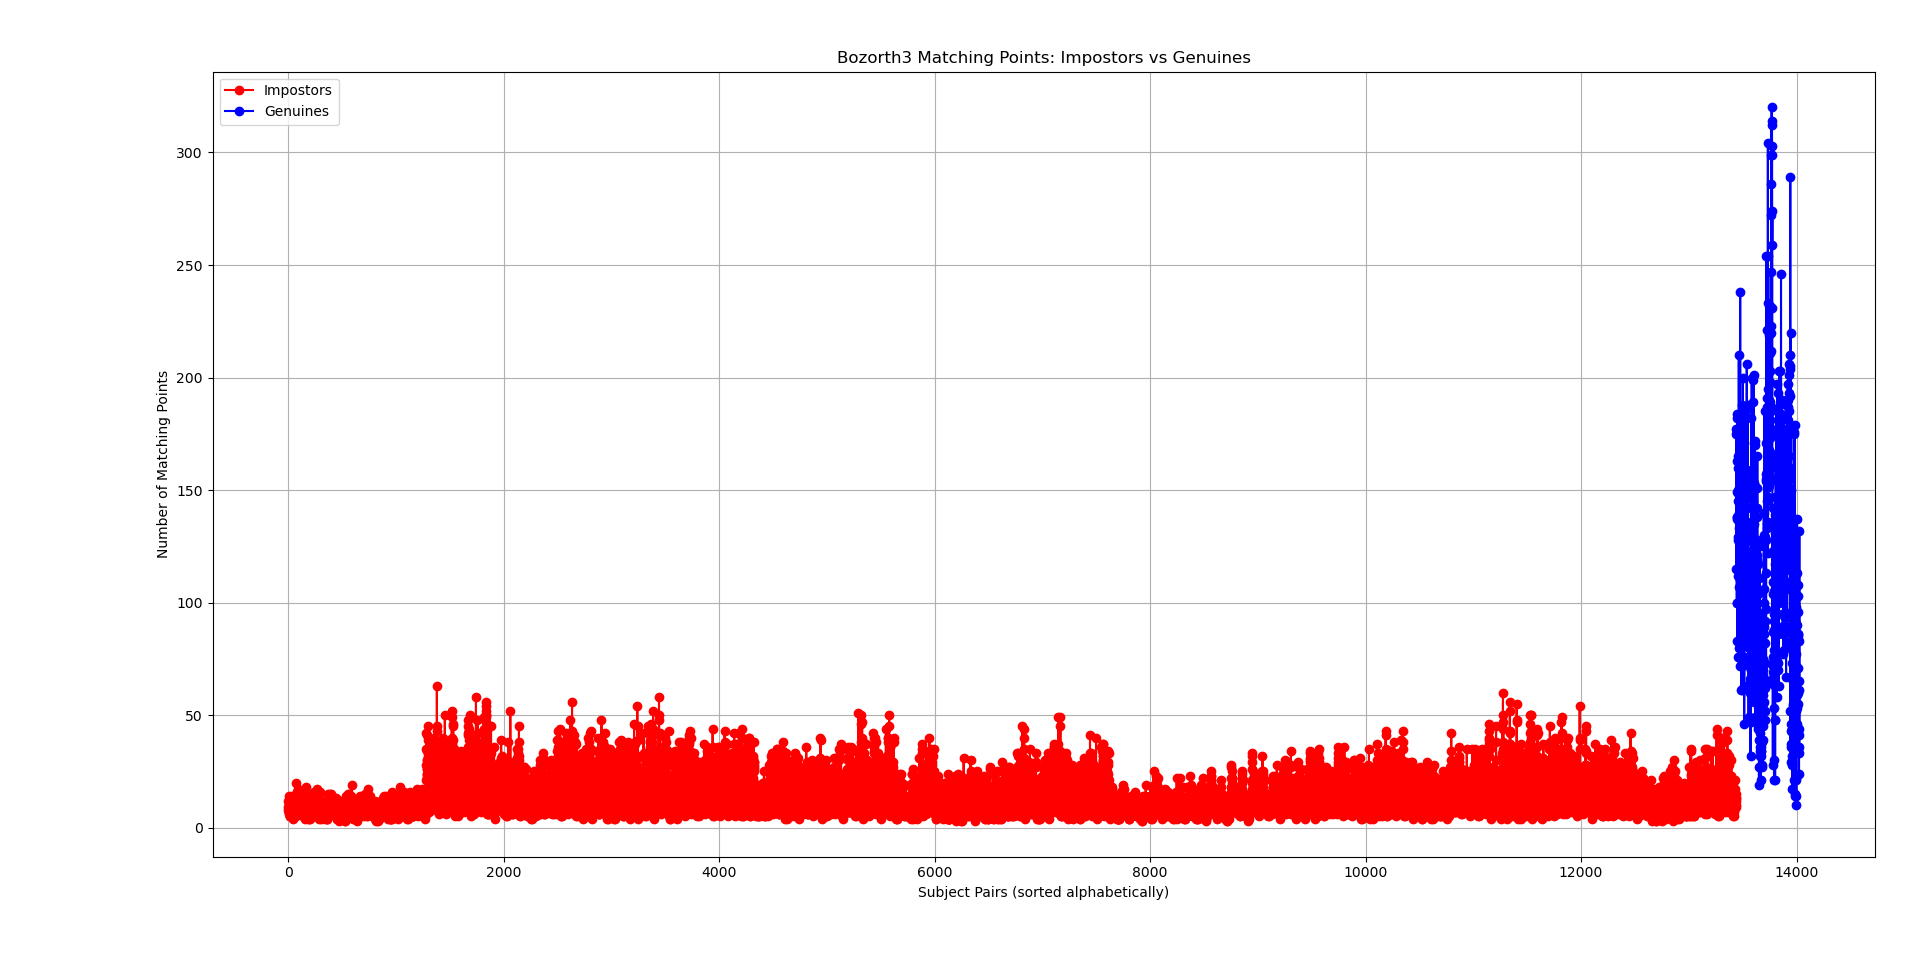 Bozorth3 Matching Points: Impostors vs Genuines
Impostors
Genuines
Number of Matching Points
300
250
200
150
100
50
0
0 2000 4000 6000 8000 10000 12000 14000
Subject Pairs (sorted alphabetically)